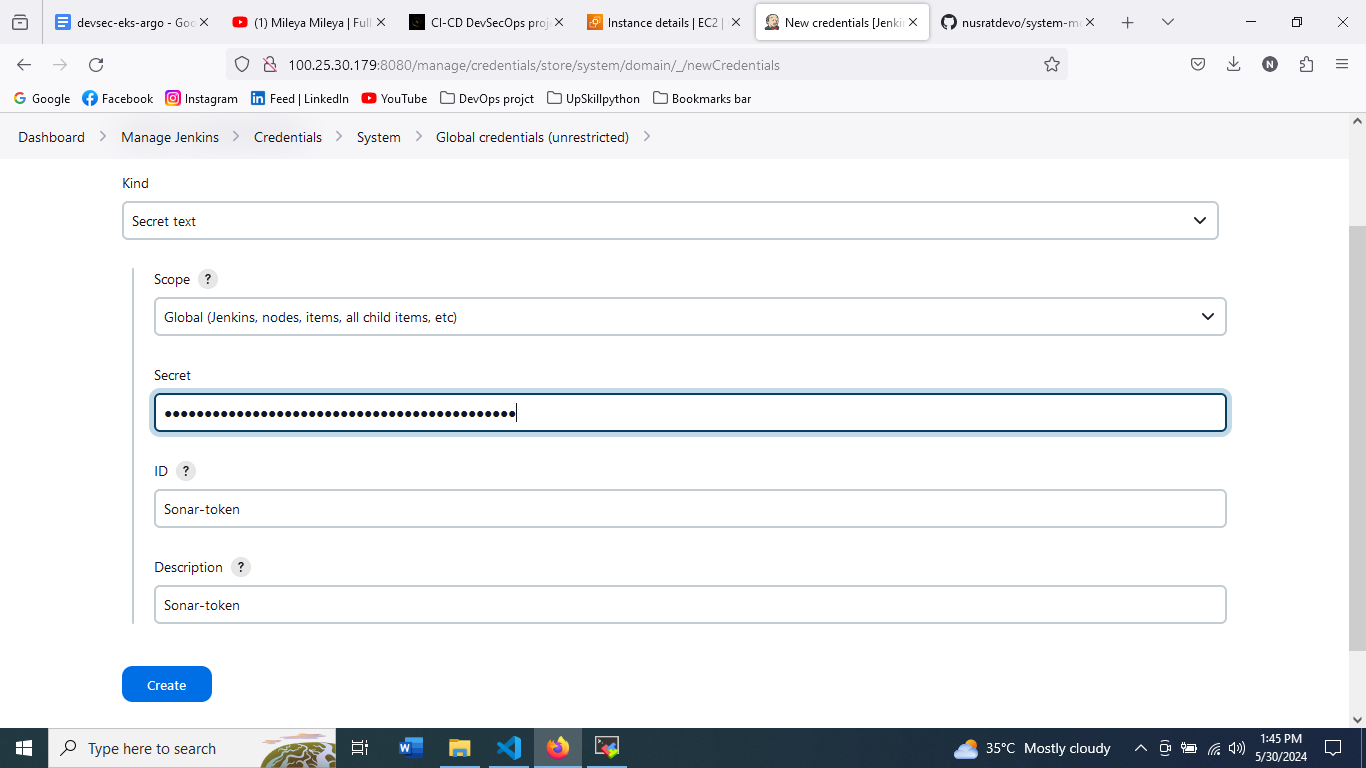 devsec-eks-argo - Goo
(1) Mileya Mileya | Full
CI-CD DevSecOps proj
Instance details | EC2 |
New credentials [Jenki
nusratdevo/system-mo
100.25.30.179:8080/manage/credentials/store/system/domain/_/newCredentials
N
Google
Facebook
Instagram
Feed | LinkedIn
YouTube
DevOps projct
UpSkillpython
Bookmarks bar
Dashboard
Manage Jenkins
Credentials
System
Global credentials (unrestricted)
Kind
Secret text
Scope ?
Global (Jenkins, nodes, items, all child items, etc)
Secret
ID ?
Sonar-token
Description ?
Sonar-token
Create
Type here to search
35°C Mostly cloudy
1:45 PM
5/30/2024